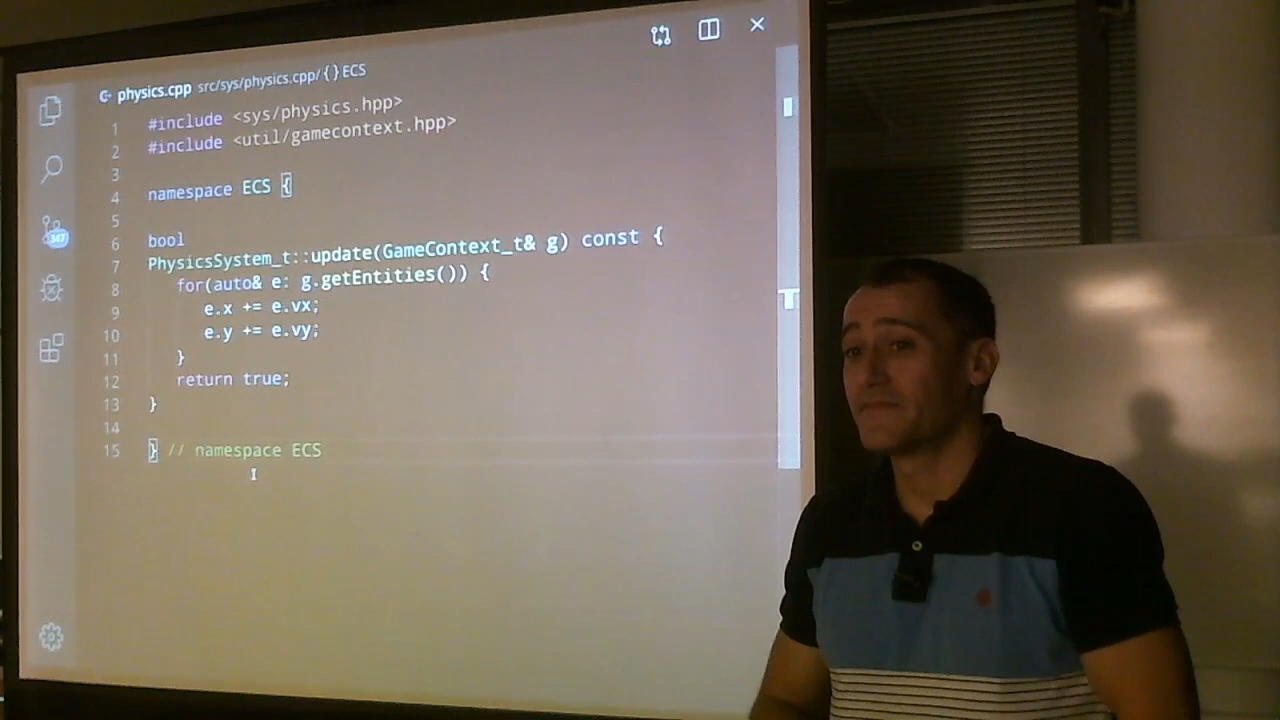 physics.cpp src/sys/physics.cpp/{}ECS
1 #include <sys/physics.hpp>
2 #include <util/gamecontext.hpp>
3
4 namespace ECS {
5
6 bool
7 PhysicsSystem_t::update(GameContext_t& g) const {
8 for(auto& e: g.getEntities()) {
9 e.x += e.vx;
10 e.y += e.vy;
11 }
12 return true;
13 }
14
15 } // namespace ECS
347